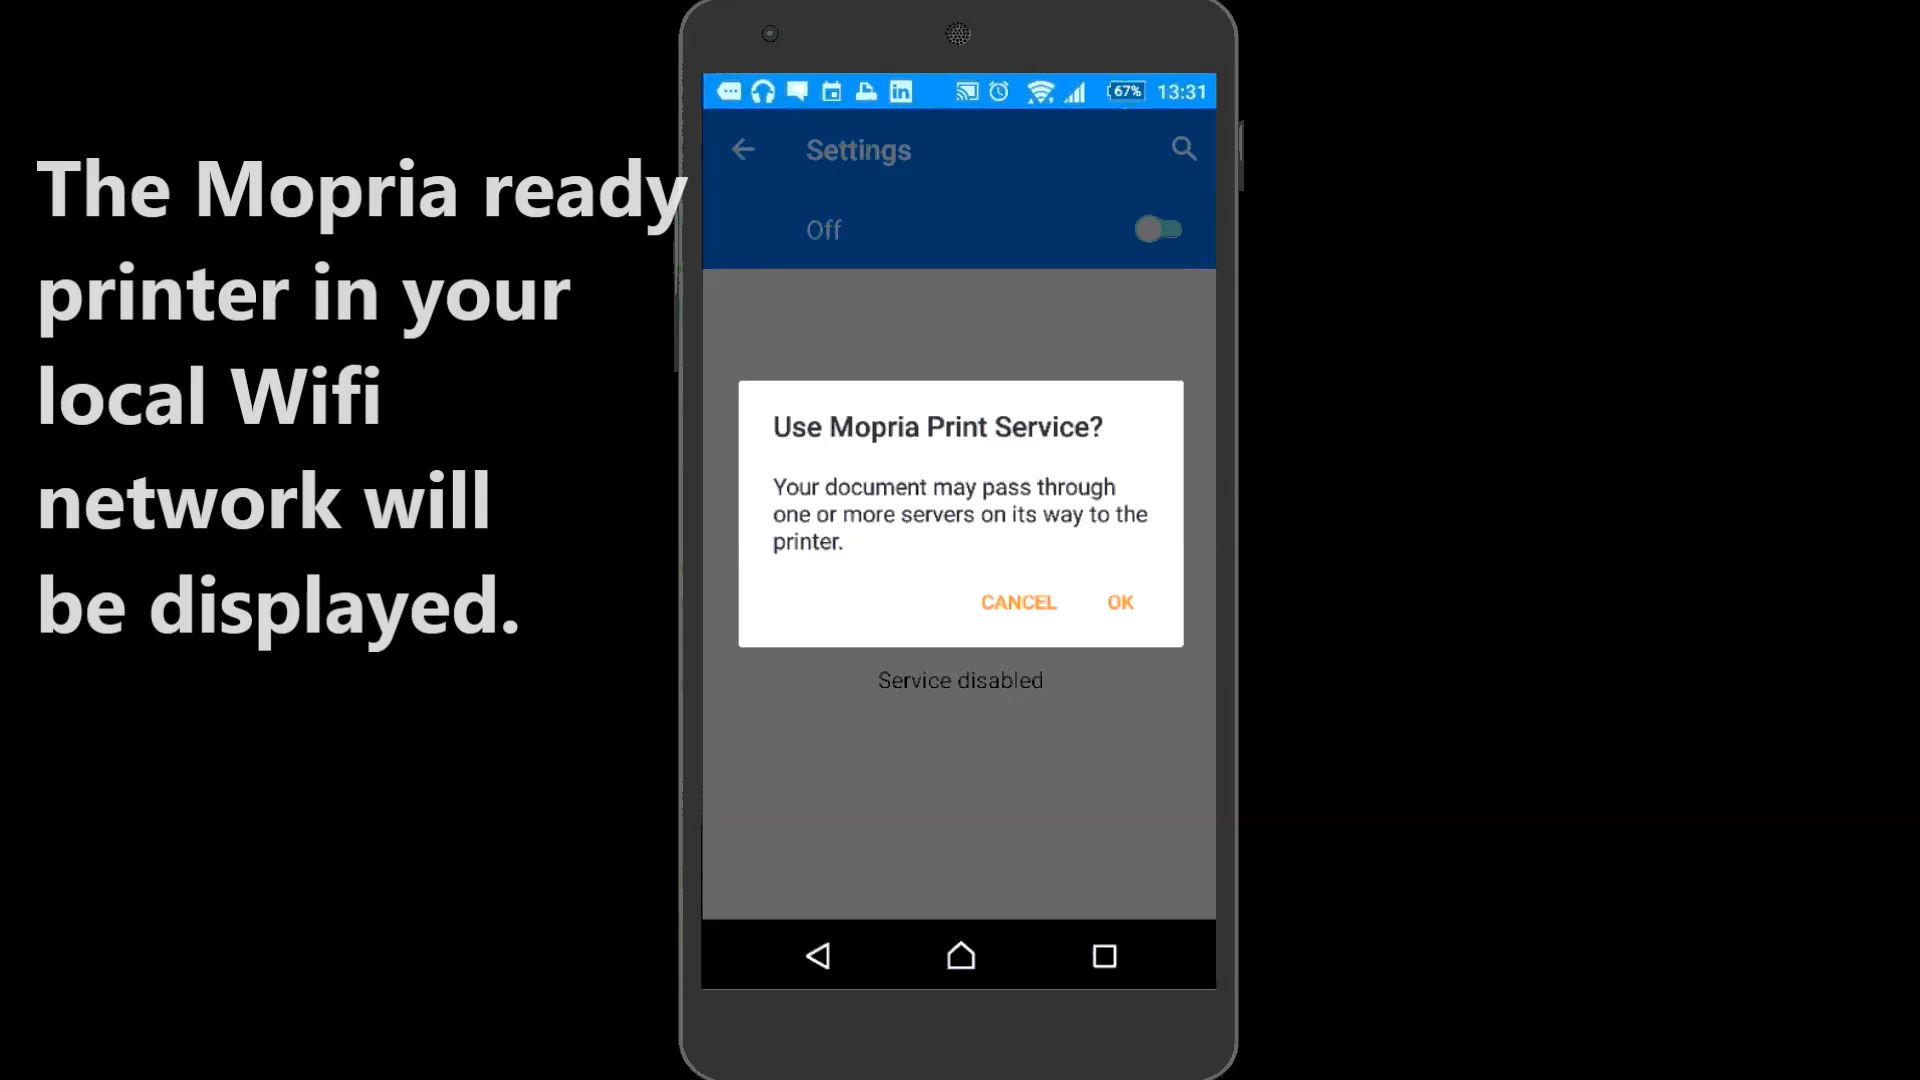 The Mopria ready
printer in your
local Wifi
network will
be displayed.
in
67%
13:31
Settings
Off
Use Mopria Print Service?
Your document may pass through
one or more servers on its way to the
printer.
CANCEL
OK
Service disabled